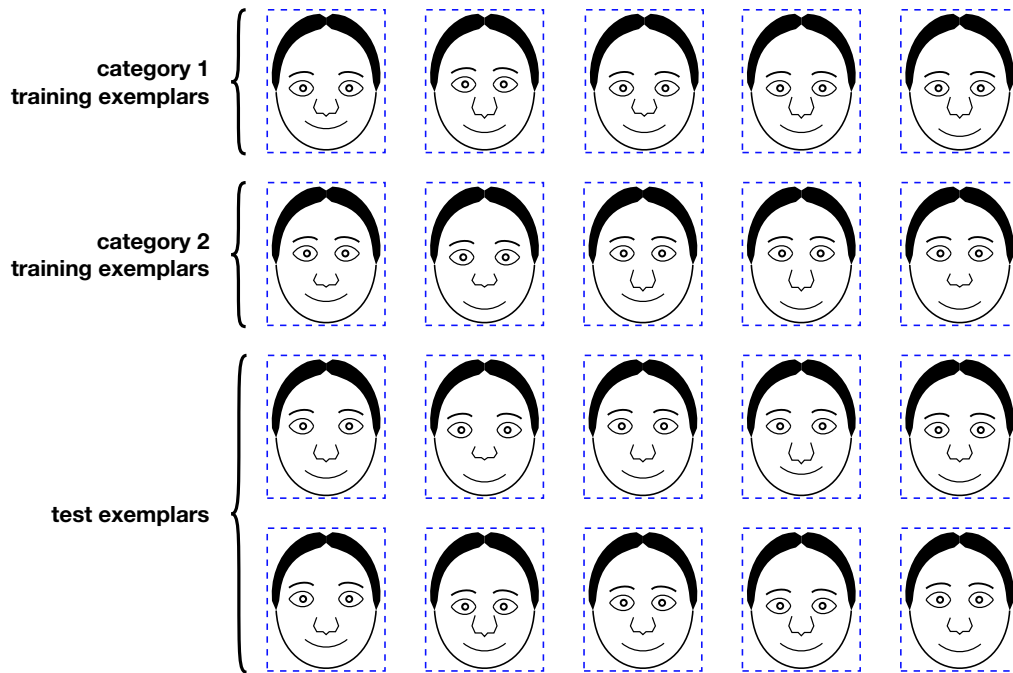 category 1
training exemplars
category 2
training exemplars
test exemplars